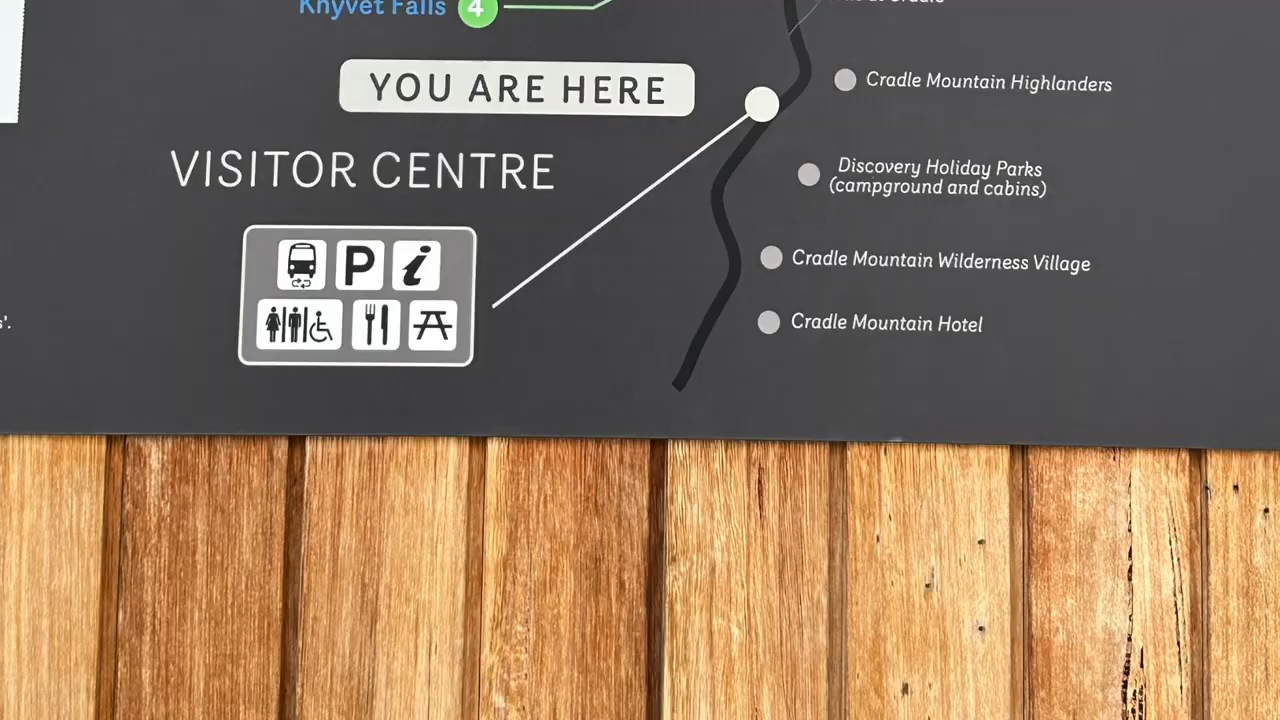 Knyvet Falls 4
Cradle
YOU ARE HERE
Cradle Mountain Highlanders
VISITOR CENTRE
Discovery Holiday Parks
(campground and cabins)
P i
Cradle Mountain Wilderness Village
Cradle Mountain Hotel